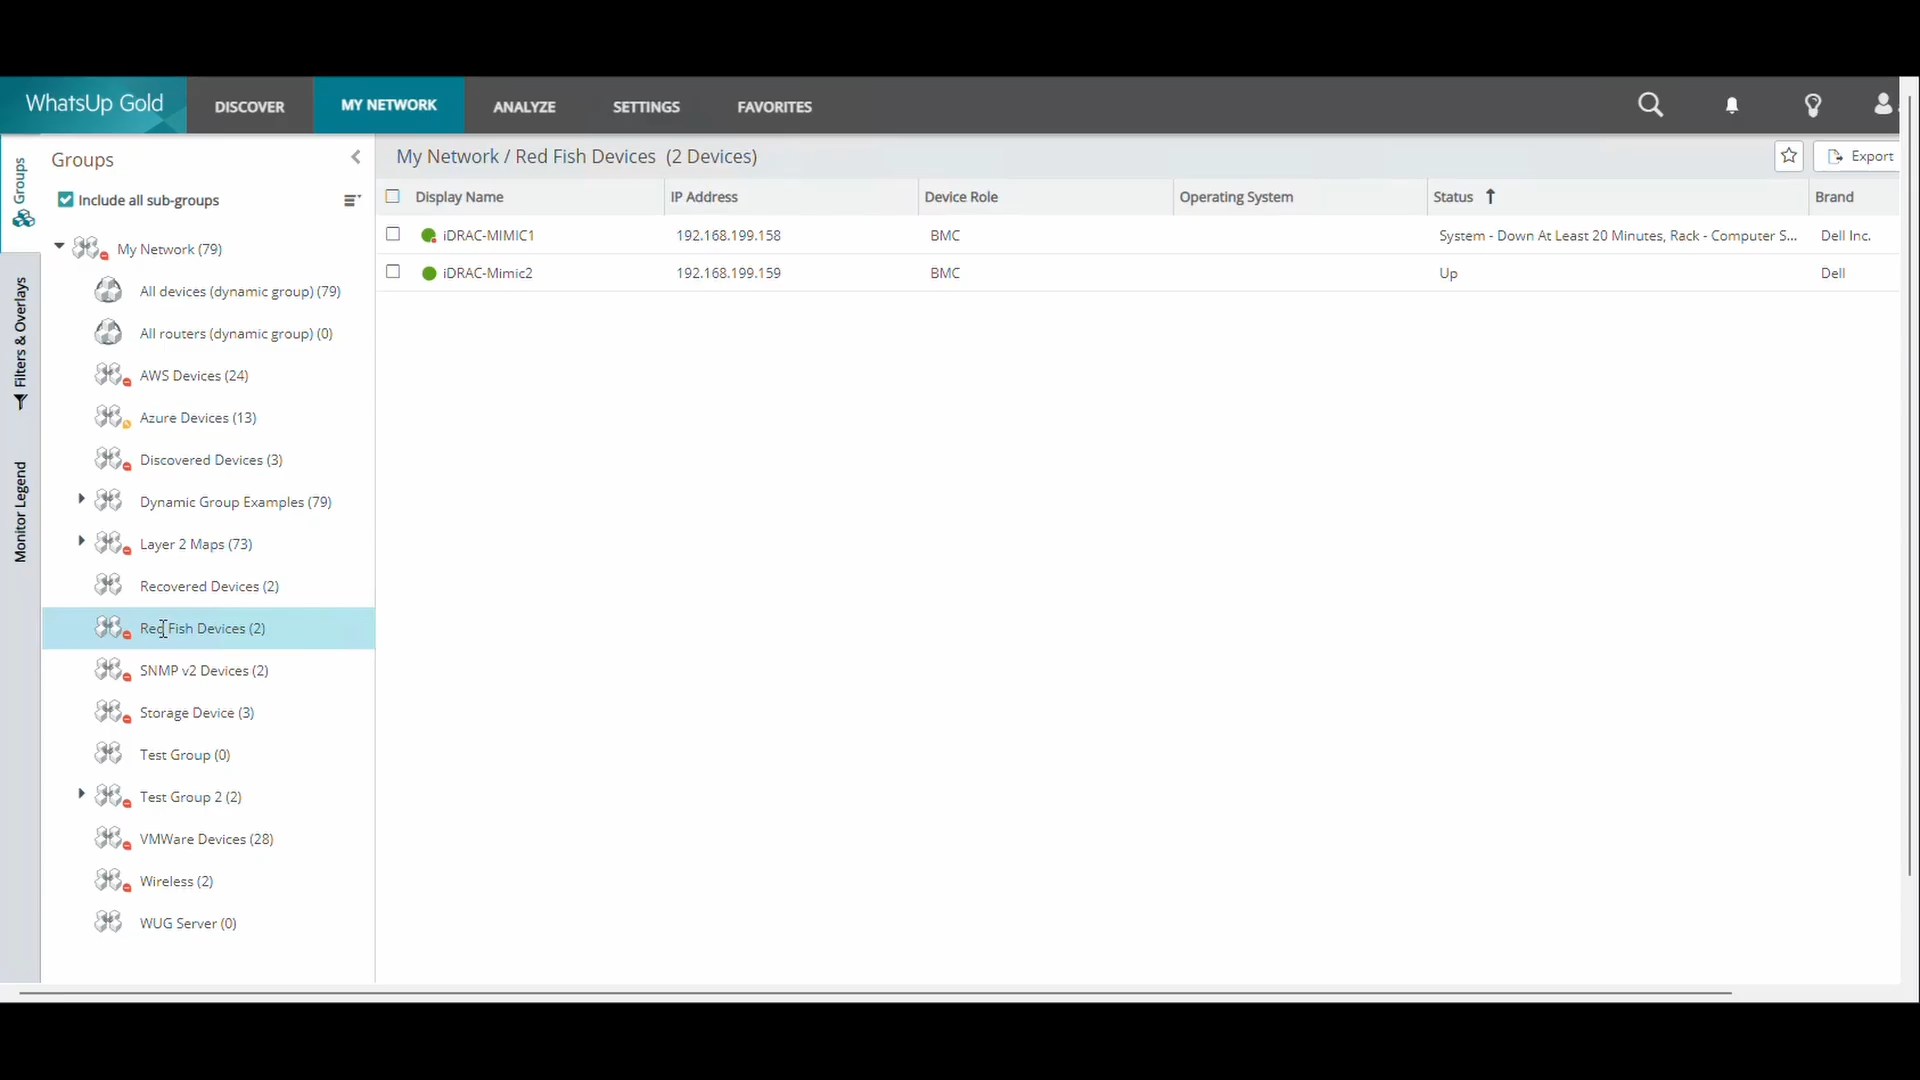 WhatsUp Gold
DISCOVER
MY NETWORK
ANALYZE
SETTINGS
FAVORITES
Groups
Filters & Overlays
Monitor Legend
Groups
Include all sub-groups
My Network (79)
All devices (dynamic group) (79)
All routers (dynamic group) (0)
AWS Devices (24)
Azure Devices (13)
Discovered Devices (3)
Dynamic Group Examples (79)
Layer 2 Maps (73)
Recovered Devices (2)
Red Fish Devices (2)
SNMP v2 Devices (2)
Storage Device (3)
Test Group (0)
Test Group 2 (2)
VMWare Devices (28)
Wireless (2)
WUG Server (0)
My Network / Red Fish Devices (2 Devices)
Export
Display Name IP Address Device Role Operating System Status Brand
iDRAC-MIMIC1 192.168.199.158 BMC System - Down At Least 20 Minutes, Rack - Computer S... Dell Inc.
iDRAC-Mimic2 192.168.199.159 BMC Up Dell